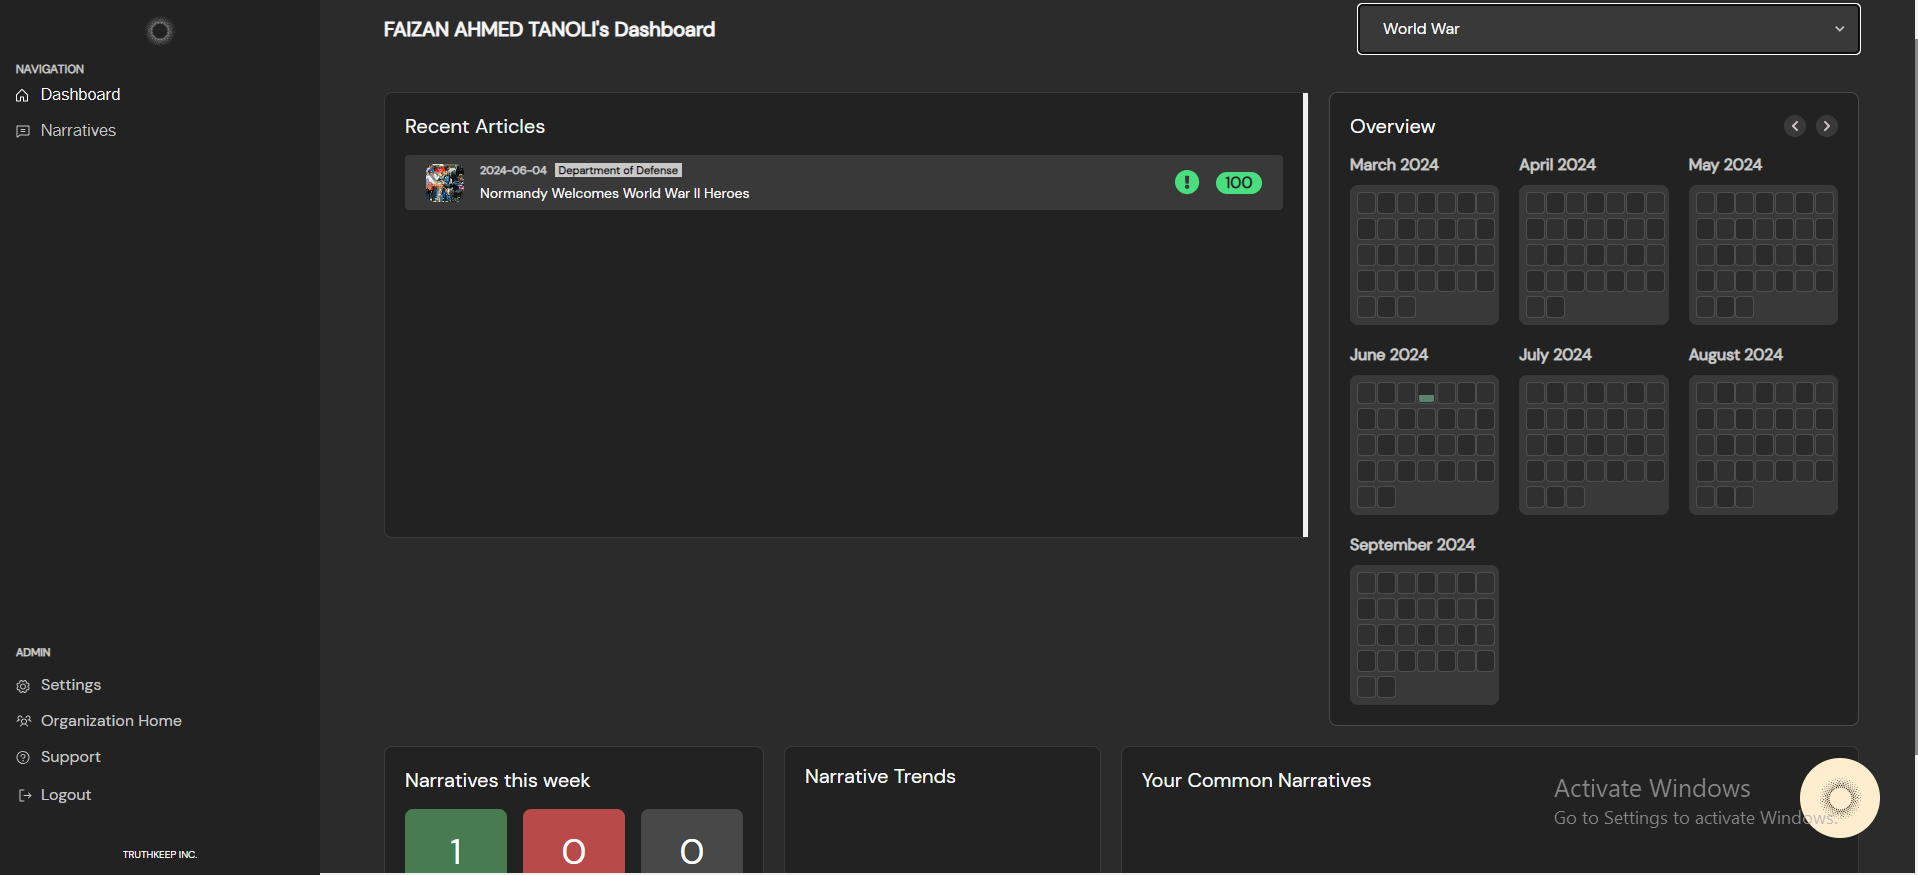 NAVIGATION
Dashboard
Narratives
ADMIN
Settings
Organization Home
Support
Logout
TRUTHKEEP INC.
FAIZAN AHMED TANOLI's Dashboard
World War
Recent Articles
2024-06-04 Department of Defense
Normandy Welcomes World War II Heroes
! 100
Overview
March 2024
April 2024
May 2024
June 2024
July 2024
August 2024
September 2024
Narratives this week
1 0 0
Narrative Trends
Your Common Narratives
Activate Windows
Go to Settings to activate Windows.